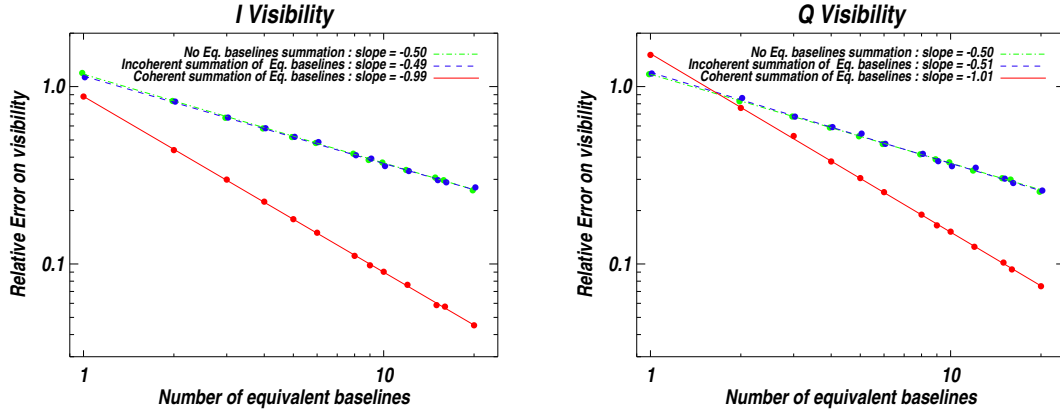 I Visibility
No Eq. baselines summation : slope = -0.50
Incoherent summation of Eq. baselines : slope = -0.49
Coherent summation of Eq. baselines : slope = -0.99
Relative Error on visibility
1.0
0.1
1
10
Number of equivalent baselines
Q Visibility
No Eq. baselines summation : slope = -0.50
Incoherent summation of Eq. baselines : slope = -0.51
Coherent summation of Eq. baselines : slope = -1.01
Relative Error on visibility
1.0
0.1
1
10
Number of equivalent baselines